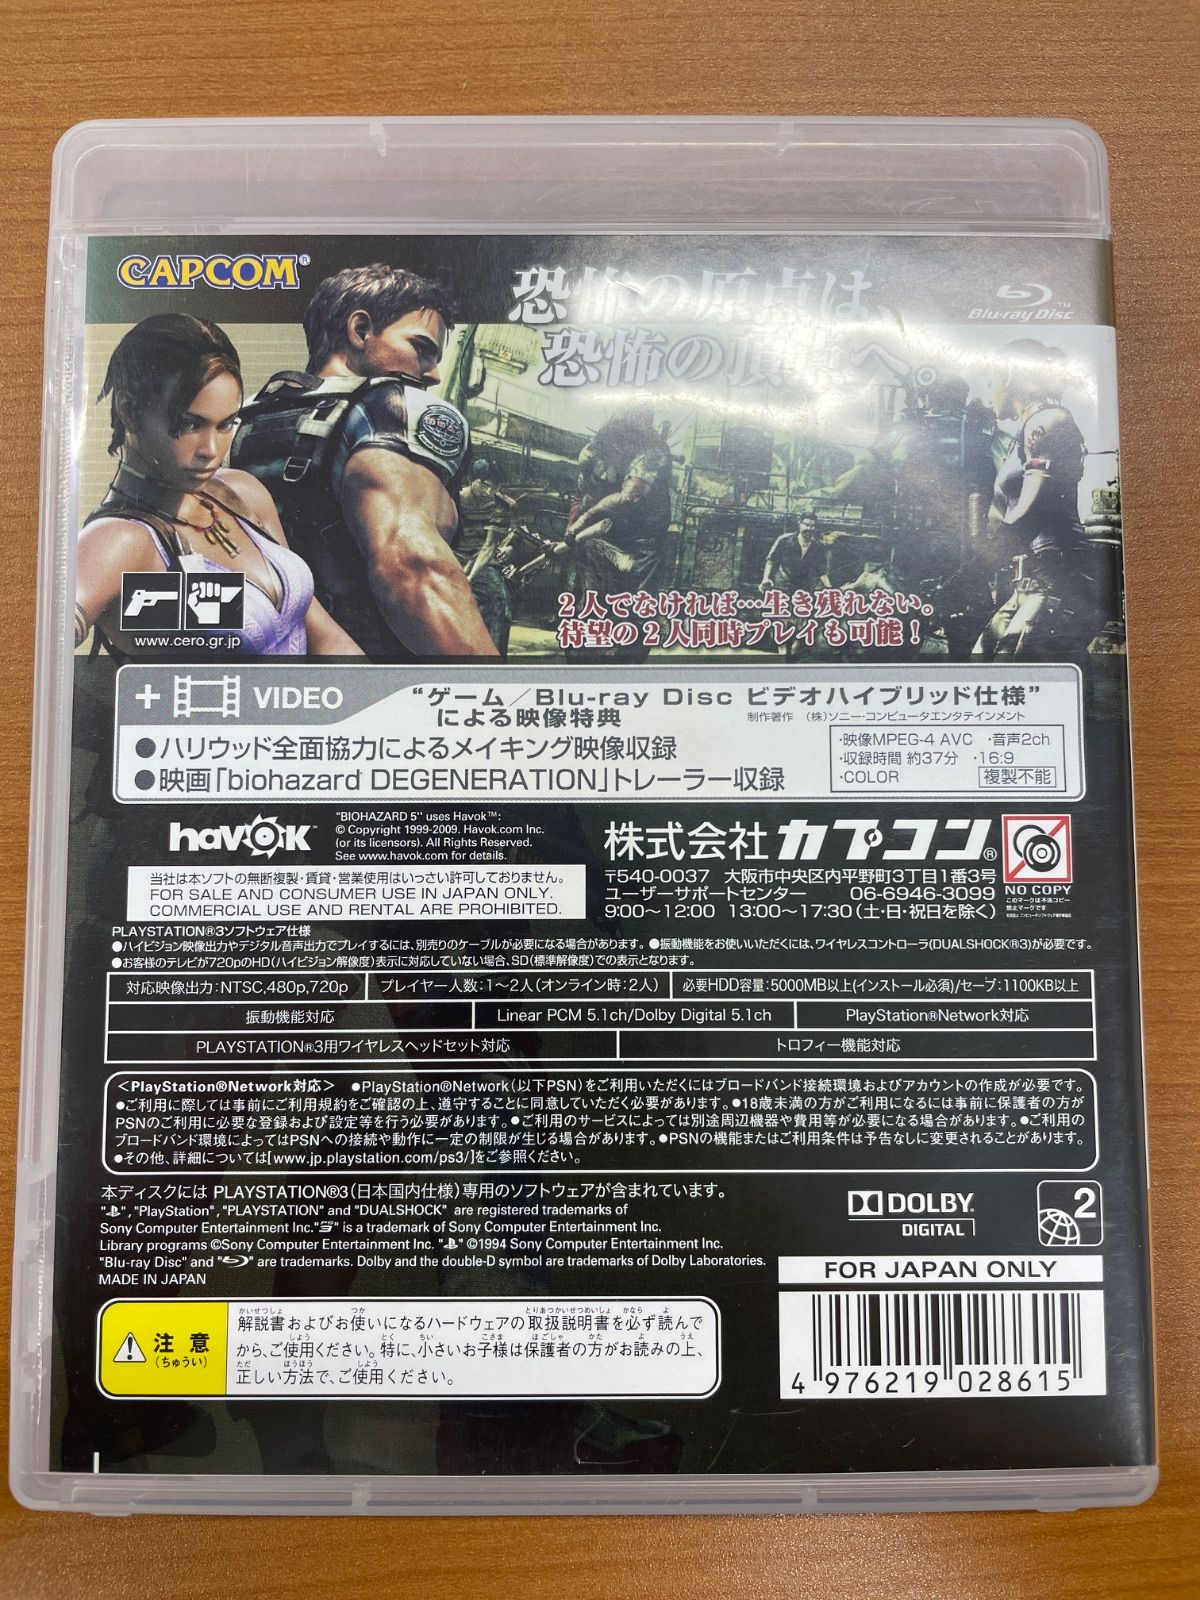 CAPCOM®
恐怖の原点は、
恐怖の頂点へ。
Blu-ray Disc™
2人でなければ…生き残れない。
待望の2人同時プレイも可能！
www.cero.gr.jp
+ VIDEO
“ゲーム／Blu-ray Disc ビデオハイブリッド仕様”
による映像特典
制作著作 (株)ソニー・コンピュータエンタテインメント
●ハリウッド全面協力によるメイキング映像収録
●映画「biohazard DEGENERATION」トレーラー収録
・映像MPEG-4 AVC ・音声2ch
・収録時間 約37分 ・16:9
・COLOR 複製不能
havok™
"BIOHAZARD 5" uses Havok™:
© Copyright 1999-2009. Havok.com Inc.
(or its licensors). All Rights Reserved.
See www.havok.com for details.
当社は本ソフトの無断複製・賃貸・営業使用はいっさい許可しておりません。
FOR SALE AND CONSUMER USE IN JAPAN ONLY.
COMMERCIAL USE AND RENTAL ARE PROHIBITED.
株式会社カプコン®
〒540-0037 大阪市中央区内平野町3丁目1番3号
ユーザーサポートセンター 06-6946-3099
9:00～12:00 13:00～17:30(土・日・祝日を除く)
NO COPY
このマークは不法コピー
禁止マークです
PLAYSTATION®3ソフトウェア仕様
●ハイビジョン映像出力やデジタル音声出力でプレイするには、別売りのケーブルが必要になる場合があります。●振動機能をお使いいただくには、ワイヤレスコントローラ(DUALSHOCK®3)が必要です。
●お客様のテレビが720pのHD(ハイビジョン解像度)表示に対応していない場合、SD(標準解像度)での表示となります。
対応映像出力：NTSC,480p,720p プレイヤー人数：1～2人(オンライン時：2人) 必要HDD容量：5000MB以上(インストール必須)/セーブ：1100KB以上
振動機能対応 Linear PCM 5.1ch/Dolby Digital 5.1ch PlayStation®Network対応
PLAYSTATION®3用ワイヤレスヘッドセット対応 トロフィー機能対応
<PlayStation®Network対応> ●PlayStation®Network(以下PSN)をご利用いただくにはブロードバンド接続環境およびアカウントの作成が必要です。
●ご利用に際しては事前にご利用規約をご確認の上、遵守することに同意していただく必要があります。●18歳未満の方がご利用になるには事前に保護者の方が
PSNのご利用に必要な登録および設定等を行う必要があります。●ご利用のサービスによっては別途周辺機器や費用等が必要になる場合があります。●ご利用の
ブロードバンド環境によってはPSNへの接続や動作に一定の制限が生じる場合があります。●PSNの機能またはご利用条件は予告なしに変更されることがあります。
●その他、詳細については[www.jp.playstation.com/ps3/]をご参照ください。
本ディスクには PLAYSTATION®3(日本国内仕様)専用のソフトウェアが含まれています。
" ", "PlayStation", "PLAYSTATION" and "DUALSHOCK" are registered trademarks of
Sony Computer Entertainment Inc." " is a trademark of Sony Computer Entertainment Inc.
Library programs ©Sony Computer Entertainment Inc. " " ©1994 Sony Computer Entertainment Inc.
"Blu-ray Disc" and " " are trademarks. Dolby and the double-D symbol are trademarks of Dolby Laboratories.
MADE IN JAPAN
DOLBY
DIGITAL
2
FOR JAPAN ONLY
注意
(ちゅうい)
解説書およびお使いになるハードウェアの取扱説明書を必ず読んで
から、ご使用ください。特に、小さいお子様は保護者の方がお読みの上、
正しい方法で、ご使用ください。
4 976219 028615